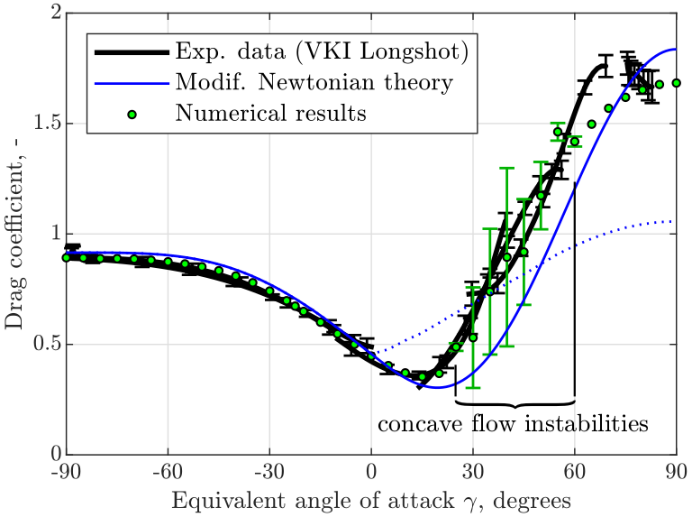 2
1.5
1
0.5
0
-90
-60
-30
0
30
60
90
Drag coefficient, -
Exp. data (VKI Longshot)
Modif. Newtonian theory
Numerical results
concave flow instabilities
Equivalent angle of attack γ, degrees